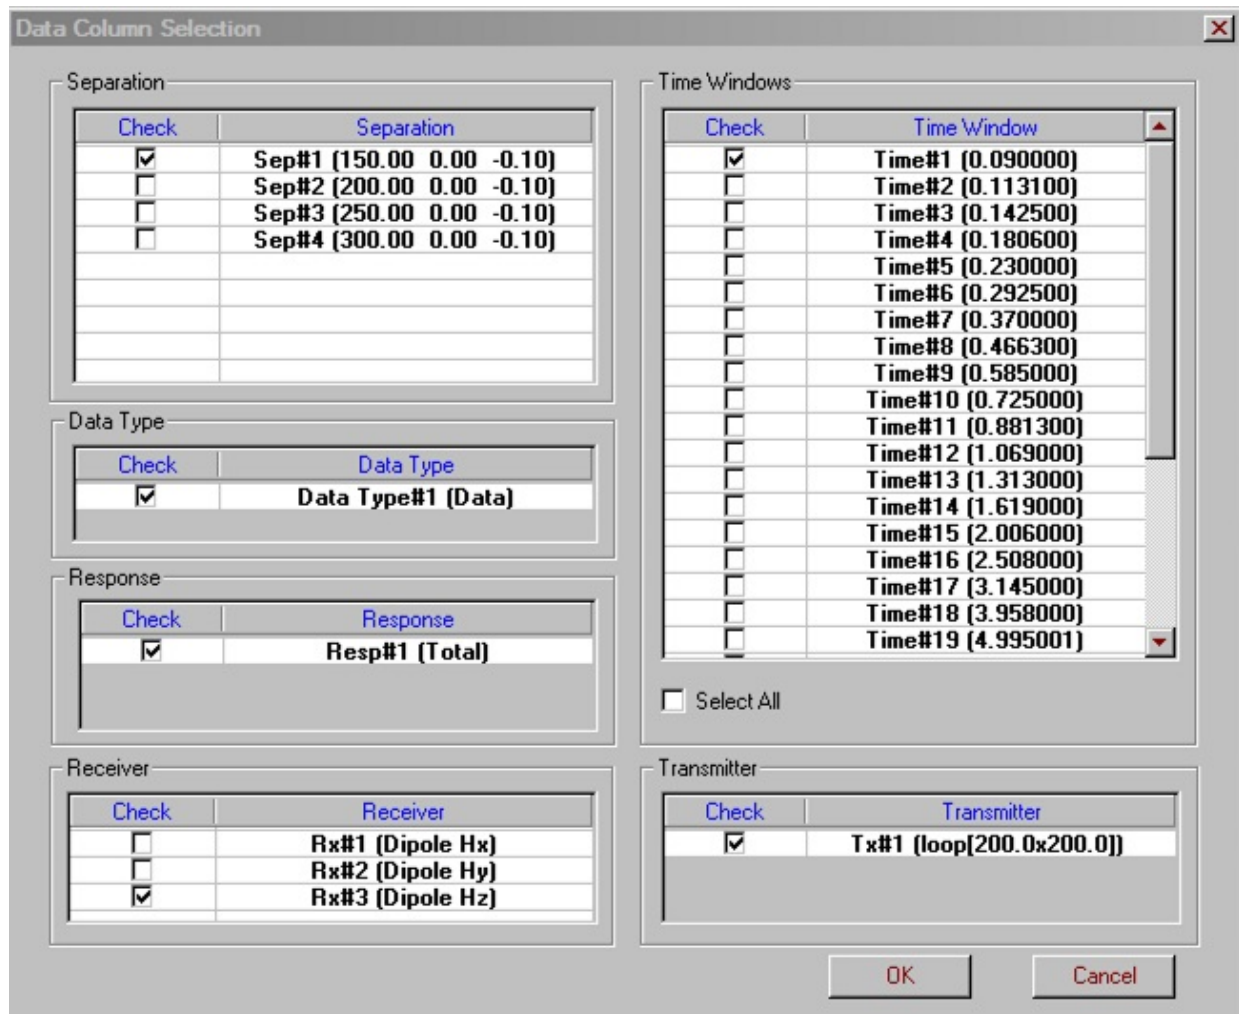 Data Column Selection
Separation
Check Separation
Sep#1 (150.00 0.00 -0.10)
Sep#2 (200.00 0.00 -0.10)
Sep#3 (250.00 0.00 -0.10)
Sep#4 (300.00 0.00 -0.10)
Data Type
Check Data Type
Data Type#1 (Data)
Response
Check Response
Resp#1 (Total)
Receiver
Check Receiver
Rx#1 (Dipole Hx)
Rx#2 (Dipole Hy)
Rx#3 (Dipole Hz)
Time Windows
Check Time Window
Time#1 (0.090000)
Time#2 (0.113100)
Time#3 (0.142500)
Time#4 (0.180600)
Time#5 (0.230000)
Time#6 (0.292500)
Time#7 (0.370000)
Time#8 (0.466300)
Time#9 (0.585000)
Time#10 (0.725000)
Time#11 (0.881300)
Time#12 (1.069000)
Time#13 (1.313000)
Time#14 (1.619000)
Time#15 (2.006000)
Time#16 (2.508000)
Time#17 (3.145000)
Time#18 (3.958000)
Time#19 (4.995001)
Select All
Transmitter
Check Transmitter
Tx#1 (loop[200.0x200.0])
OK Cancel